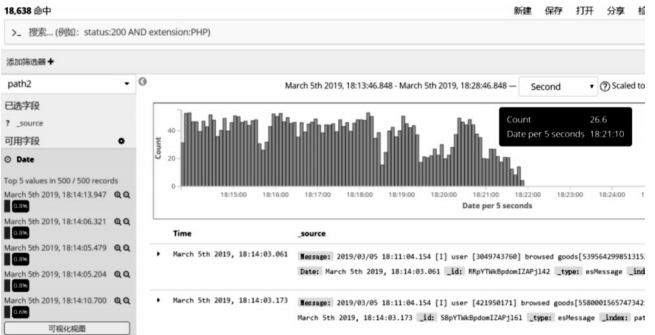 18,638 命中
新建 保存 打开 分享
>_ 搜索... (例如: status:200 AND extension:PHP)
添加筛选器 +
path2
March 5th 2019, 18:13:46.848 - March 5th 2019, 18:28:46.848 —
Second
Scaled to
已选字段
? _source
可用字段
Date
Top 5 values in 500 / 500 records
March 5th 2019, 18:14:13.947
0.8%
March 5th 2019, 18:14:06.321
0.8%
March 5th 2019, 18:14:05.479
0.8%
March 5th 2019, 18:14:05.204
0.8%
March 5th 2019, 18:14:10.700
0.6%
可视化视图
Count
40
20
0
18:15:00 18:16:00 18:17:00 18:18:00 18:19:00 18:20:00 18:21:00 18:22:00 18:23:00 18:24:00
Date per 5 seconds
Count 26.6
Date per 5 seconds 18:21:10
Time _source
March 5th 2019, 18:14:03.061
Message: 2019/03/05 18:11:04.154 [I] user [3049743760] browsed goods[539564299851315
Date: March 5th 2019, 18:14:03.061 _id: RRpYTWkBpdomIZAPj142 _type: esMessage _ind
March 5th 2019, 18:14:03.173
Message: 2019/03/05 18:11:04.154 [I] user [421950171] browsed goods[5580001565747342
March 5th 2019, 18:14:03.173 _id: SBpYTWkBpdomIZAPj161 _type: esMessage _index: pat